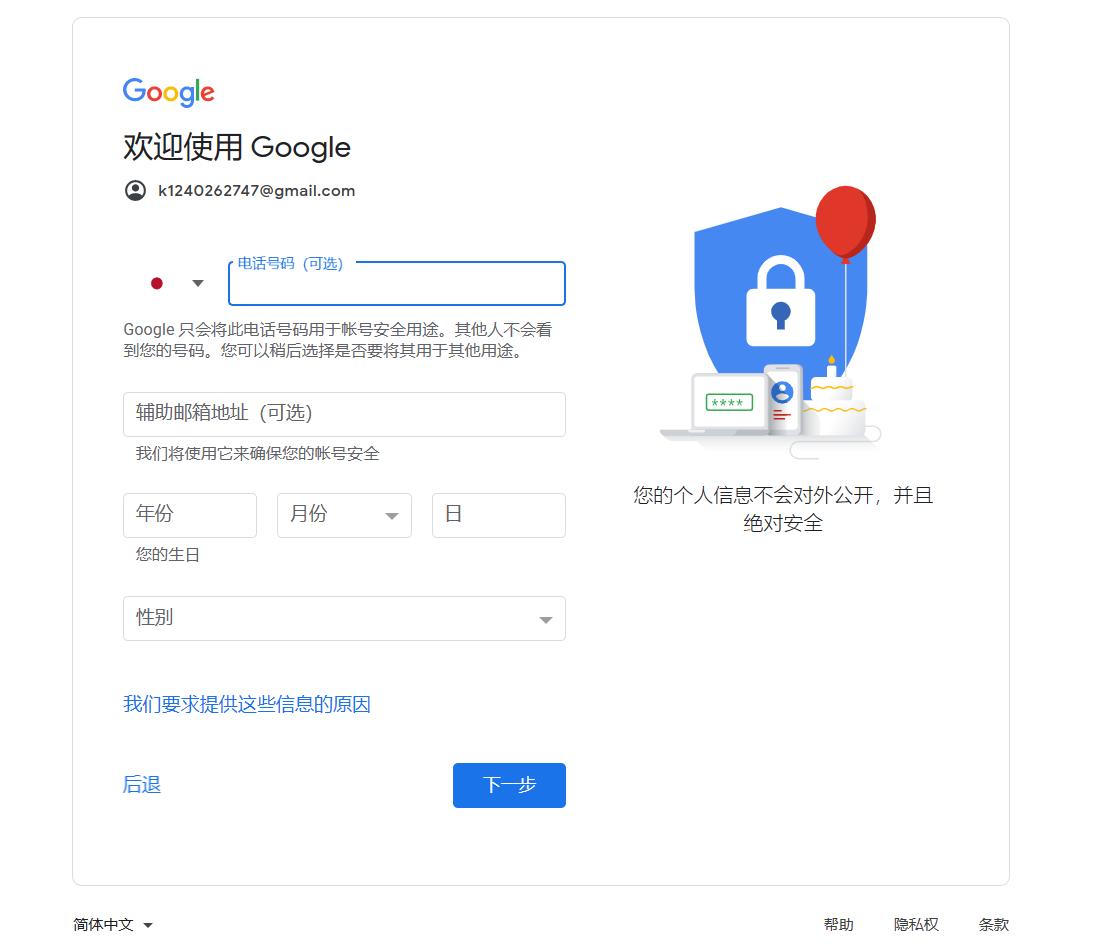 Google
欢迎使用 Google
k1240262747@gmail.com
电话号码（可选）
Google 只会将此电话号码用于帐号安全用途。其他人不会看
到您的号码。您可以稍后选择是否要将其用于其他用途。
辅助邮箱地址（可选）
我们将使用它来确保您的帐号安全
年份
月份
日
您的生日
性别
我们要求提供这些信息的原因
后退
下一步
****
您的个人信息不会对外公开，并且
绝对安全
简体中文
帮助
隐私权
条款